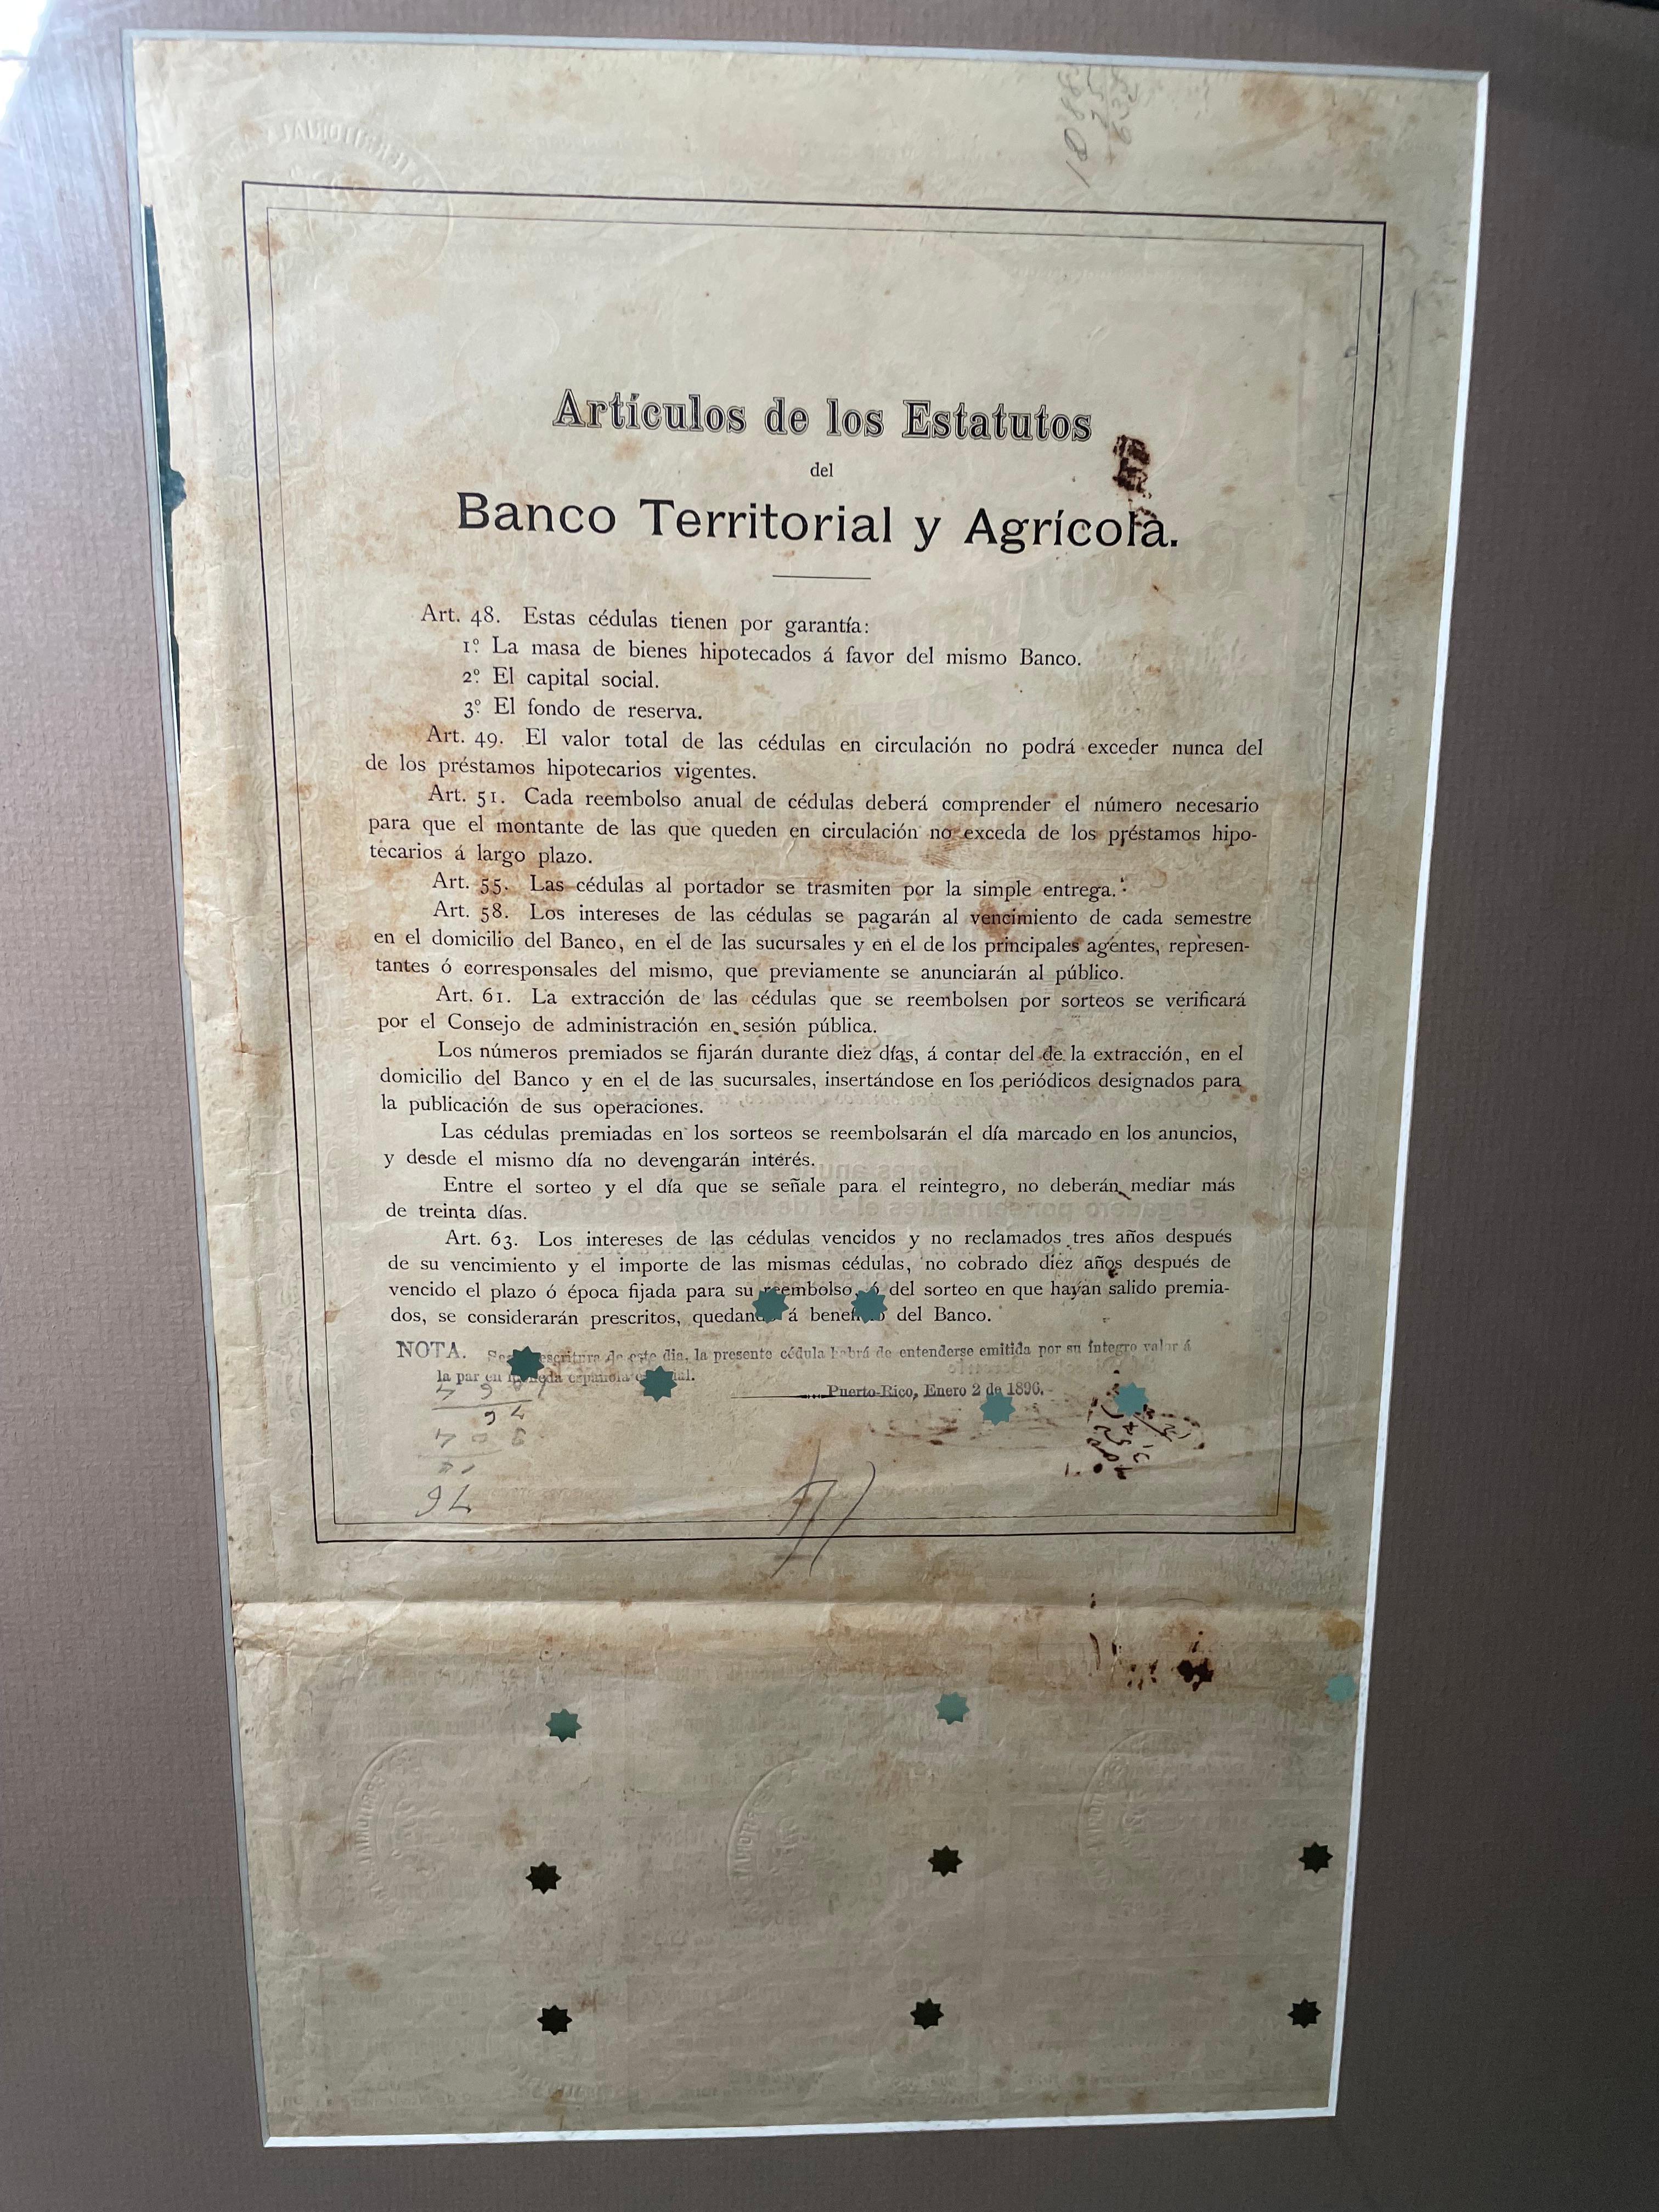 TERRITORIAL
Artículos de los Estatutos
del
Banco Territorial y Agrícola.
Art. 48. Estas cédulas tienen por garantía:
1º. La masa de bienes hipotecados á favor del mismo Banco.
2º. El capital social.
3º. El fondo de reserva.
Art. 49. El valor total de las cédulas en circulación no podrá exceder nunca del
de los préstamos hipotecarios vigentes.
Art. 51. Cada reembolso anual de cédulas deberá comprender el número necesario
para que el montante de las que queden en circulación no exceda de los préstamos hipo-
tecarios á largo plazo.
Art. 55. Las cédulas al portador se trasmiten por la simple entrega.
Art. 58. Los intereses de las cédulas se pagarán al vencimiento de cada semestre
en el domicilio del Banco, en el de las sucursales y en el de los principales agentes, represen-
tantes ó corresponsales del mismo, que previamente se anunciarán al público.
Art. 61. La extracción de las cédulas que se reembolsen por sorteos se verificará
por el Consejo de administración en sesión pública.
Los números premiados se fijarán durante diez días, á contar del de la extracción, en el
domicilio del Banco y en el de las sucursales, insertándose en los periódicos designados para
la publicación de sus operaciones.
Las cédulas premiadas en los sorteos se reembolsarán el día marcado en los anuncios,
y desde el mismo día no devengarán interés.
Entre el sorteo y el día que se señale para el reintegro, no deberán mediar más
de treinta días.
Art. 63. Los intereses de las cédulas vencidos y no reclamados tres años después
de su vencimiento y el importe de las mismas cédulas, no cobrado diez años después de
vencido el plazo ó época fijada para su reembolso, ó del sorteo en que hayan salido premia-
dos, se considerarán prescritos, quedando á beneficio del Banco.
NOTA. escritura de este dia, la presente cédula habrá de entenderse emitida por su íntegro valor á
la par en moneda española
Puerto-Rico, Enero 2 de 1896.